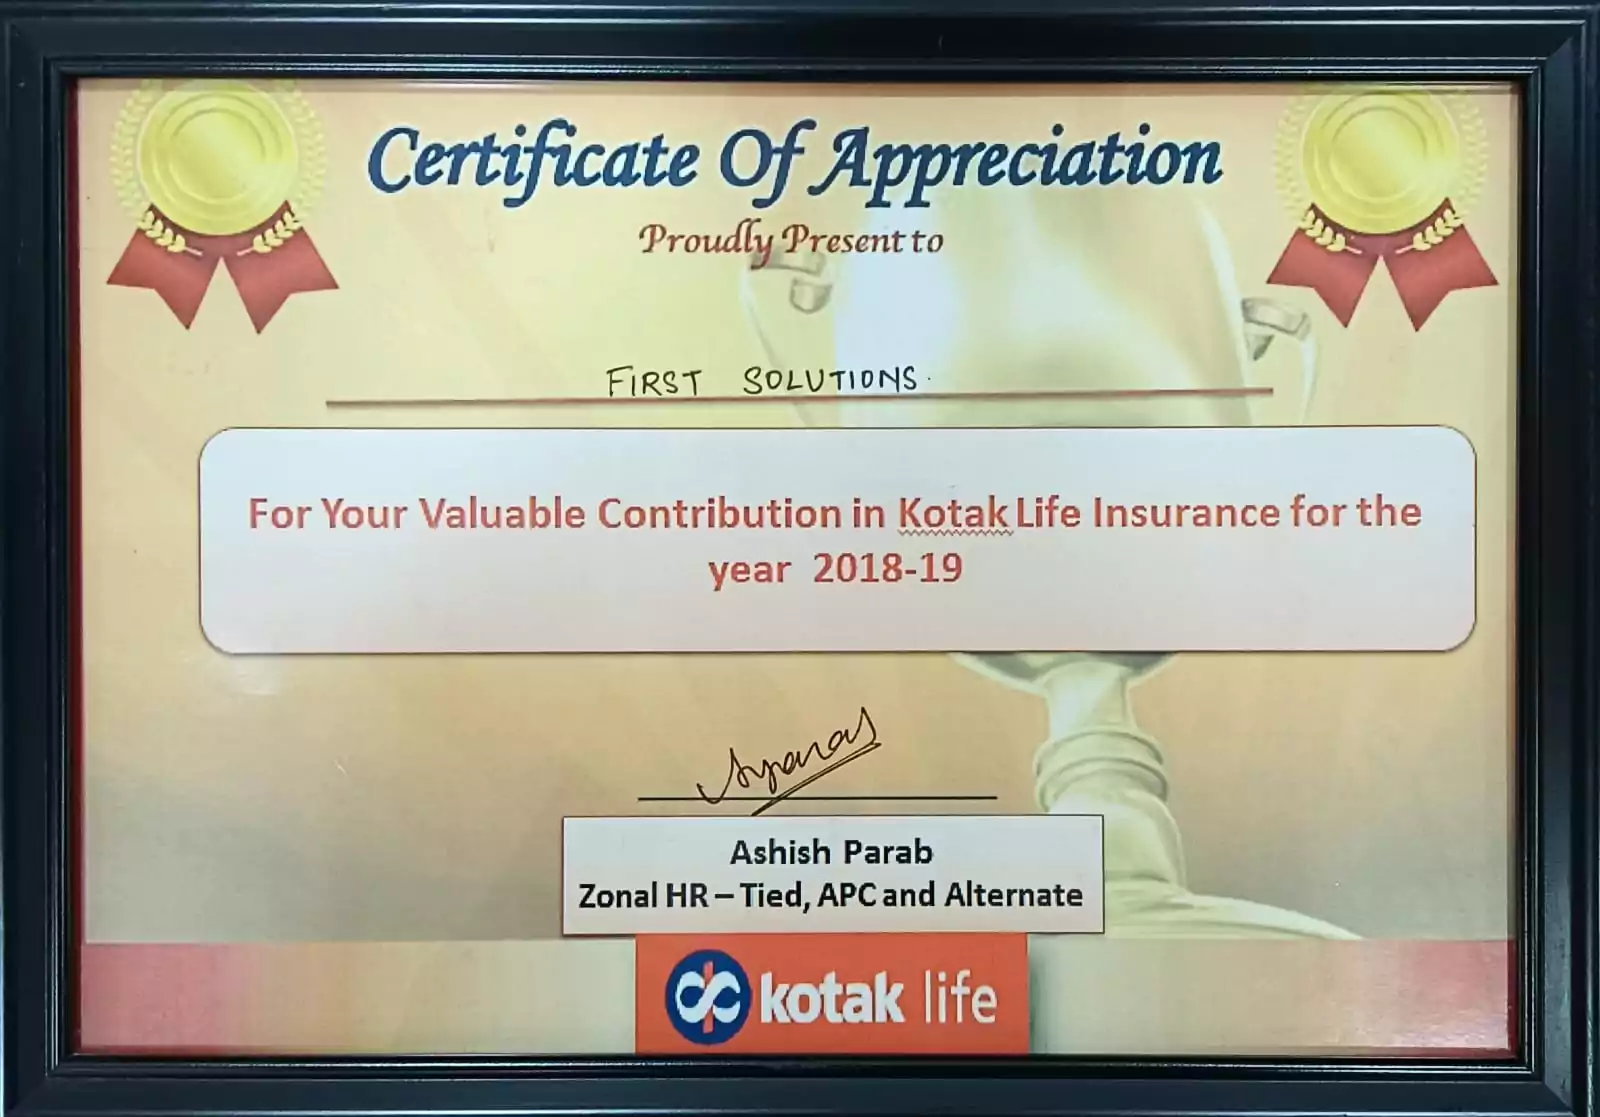 Certificate Of Appreciation
Proudly Present to
FIRST SOLUTIONS.
For Your Valuable Contribution in Kotak Life Insurance for the
year 2018-19
Ashish Parab
Zonal HR – Tied, APC and Alternate
kotak life